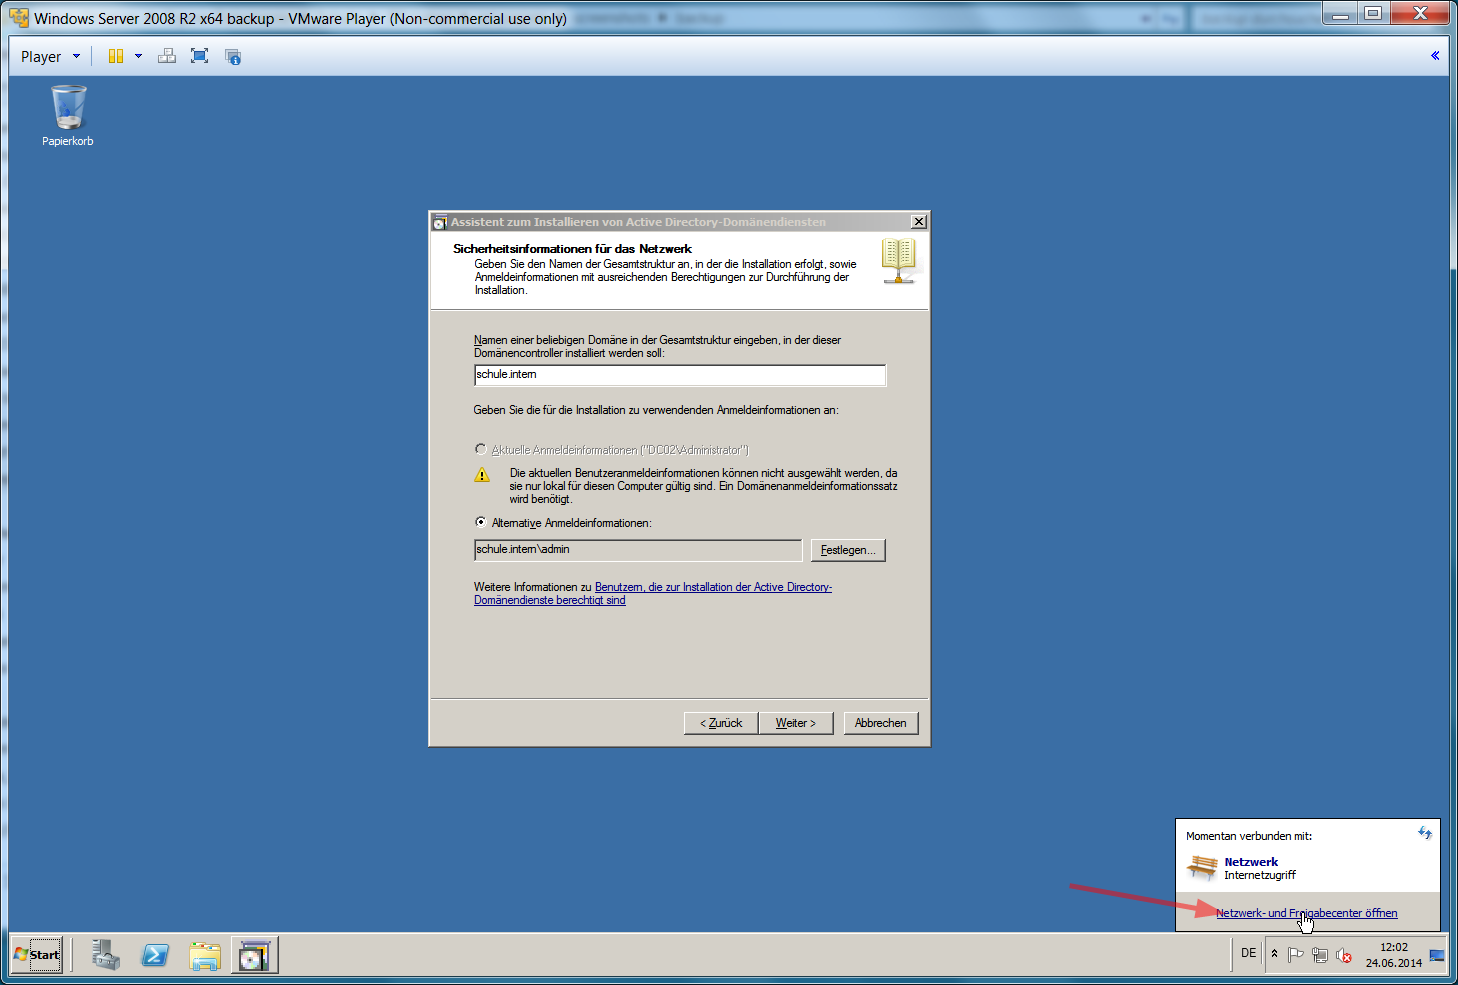 Windows Server 2008 R2 x64 backup - VMware Player (Non-commercial use only)
Player
Papierkorb
Assistent zum Installieren von Active Directory-Domänendiensten
Sicherheitsinformationen für das Netzwerk
Geben Sie den Namen der Gesamtstruktur an, in der die Installation erfolgt, sowie
Anmeldeinformationen mit ausreichenden Berechtigungen zur Durchführung der
Installation.
Namen einer beliebigen Domäne in der Gesamtstruktur eingeben, in der dieser
Domänencontroller installiert werden soll:
schule.intern
Geben Sie die für die Installation zu verwendenden Anmeldeinformationen an:
Aktuelle Anmeldeinformationen ("DC02\Administrator")
Die aktuellen Benutzeranmeldeinformationen können nicht ausgewählt werden, da
sie nur lokal für diesen Computer gültig sind. Ein Domänenanmeldeinformationssatz
wird benötigt.
Alternative Anmeldeinformationen:
schule.intern\admin
Festlegen...
Weitere Informationen zu Benutzern, die zur Installation der Active Directory-
Domänendienste berechtigt sind
< Zurück
Weiter >
Abbrechen
Momentan verbunden mit:
Netzwerk
Internetzugriff
Netzwerk- und Freigabecenter öffnen
Start
DE
12:02
24.06.2014